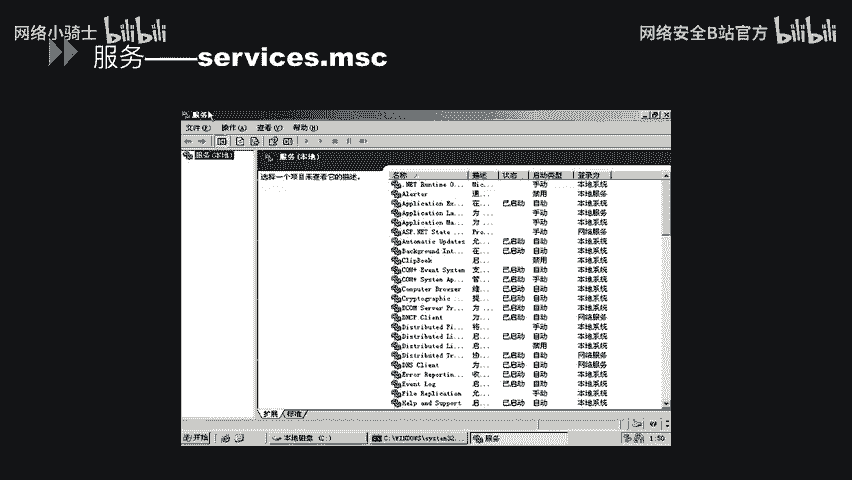 网络小骑士 bilibili
网络安全B站官方 bilibili
服务——services.msc
服务
文件(F) 操作(A) 查看(V) 帮助(H)
服务(本地)
服务(本地)
选择一个项目来查看它的描述。
名称 描述 状态 启动类型 登录为
.NET Runtime O... Mic... 手动 本地系统
Alerter 通... 禁用 本地服务
Application Ex... 在... 已启动 自动 本地系统
Application La... 为... 手动 本地服务
Application Ma... 为... 手动 本地系统
ASP.NET State ... Pro... 手动 网络服务
Automatic Updates 允... 已启动 自动 本地系统
Background Int... 在... 已启动 自动 本地系统
ClipBook 启... 禁用 本地系统
COM+ Event System 支... 已启动 自动 本地系统
COM+ System Ap... 管... 已启动 手动 本地系统
Computer Browser 维... 已启动 自动 本地系统
Cryptographic ... 提... 已启动 自动 本地系统
DCOM Server Pr... 为... 已启动 自动 本地系统
DHCP Client 为... 已启动 自动 网络服务
Distributed Fi... 将... 手动 本地系统
Distributed Li... 启... 已启动 自动 本地系统
Distributed Li... 启... 禁用 本地系统
Distributed Tr... 协... 已启动 自动 网络服务
DNS Client 为... 已启动 自动 网络服务
Error Reportin... 收... 已启动 自动 本地系统
Event Log 启... 已启动 自动 本地系统
File Replication 允... 手动 本地系统
Help and Support 启... 已启动 自动 本地系统
扩展 标准
开始 本地磁盘 (C:) C:\WINDOWS\system32... 服务 1:50